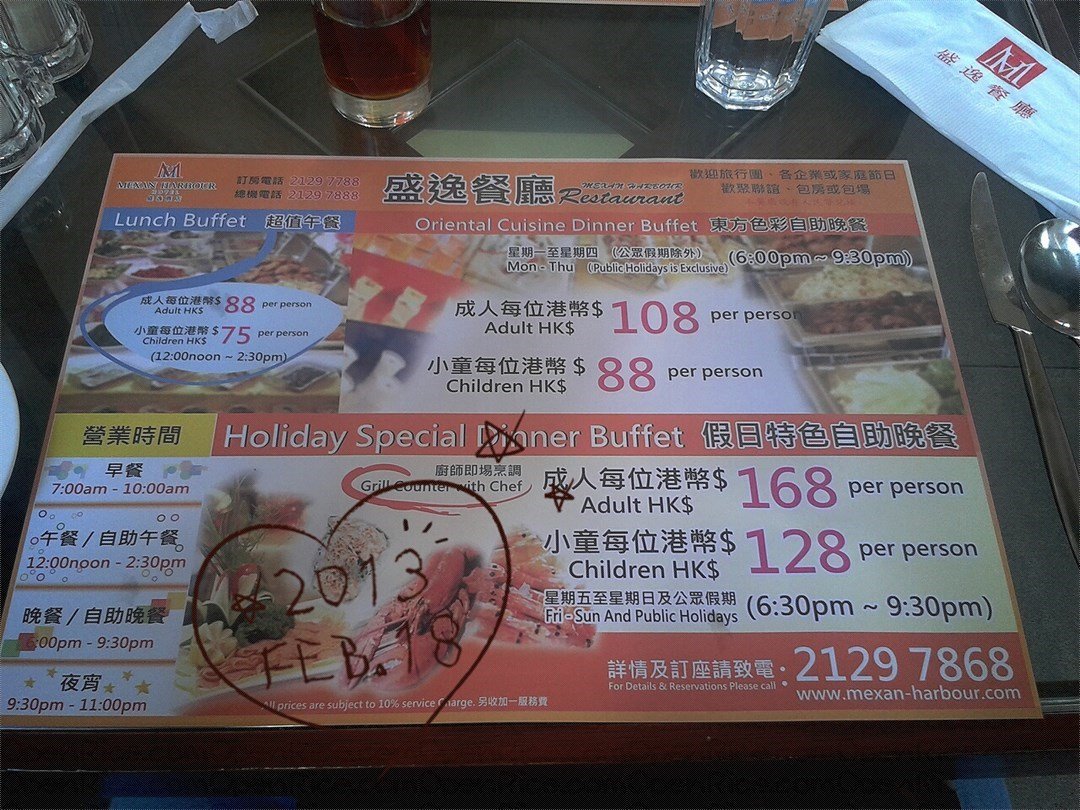 盛逸餐廳
MEXAN HARBOUR
HOTEL
盛逸酒店
訂房電話 2129 7788
總機電話 2129 7888
盛逸餐廳 MEXAN HARBOUR Restaurant
歡迎旅行團、各企業或家庭節日
歡聚聯誼、包房或包場
Lunch Buffet 超值午餐
成人每位港幣$ 88 per person
Adult HK$
小童每位港幣$ 75 per person
Children HK$
(12:00noon ~ 2:30pm)
Oriental Cuisine Dinner Buffet 東方色彩自助晚餐
星期一至星期四 (公眾假期除外)
Mon - Thu (Public Holidays is Exclusive) (6:00pm ~ 9:30pm)
成人每位港幣$ 108 per person
Adult HK$
小童每位港幣$ 88 per person
Children HK$
營業時間
早餐
7:00am - 10:00am
午餐 / 自助午餐
12:00noon - 2:30pm
晚餐 / 自助晚餐
6:00pm - 9:30pm
夜宵
9:30pm - 11:00pm
Holiday Special Dinner Buffet 假日特色自助晚餐
廚師即場烹調
Grill Counter with Chef
成人每位港幣$ 168 per person
Adult HK$
小童每位港幣$ 128 per person
Children HK$
星期五至星期日及公眾假期
Fri - Sun And Public Holidays (6:30pm ~ 9:30pm)
2013
FEB. 18
詳情及訂座請致電: 2129 7868
For Details & Reservations Please call
www.mexan-harbour.com
All prices are subject to 10% service charge. 另收加一服務費